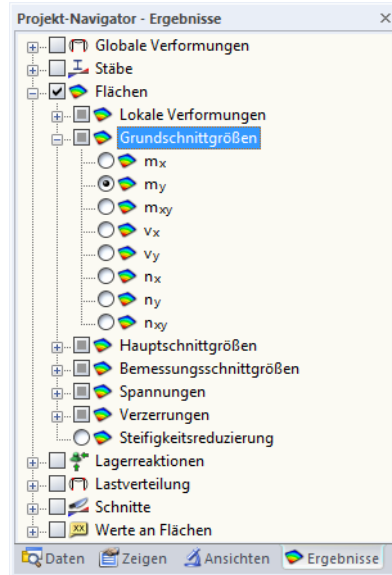 Projekt-Navigator - Ergebnisse
Globale Verformungen
Stäbe
Flächen
Lokale Verformungen
Grundschnittgrößen
mx
my
mxy
vx
vy
nx
ny
nxy
Hauptschnittgrößen
Bemessungsschnittgrößen
Spannungen
Verzerrungen
Steifigkeitsreduzierung
Lagerreaktionen
Lastverteilung
Schnitte
xx Werte an Flächen
Daten Zeigen Ansichten Ergebnisse